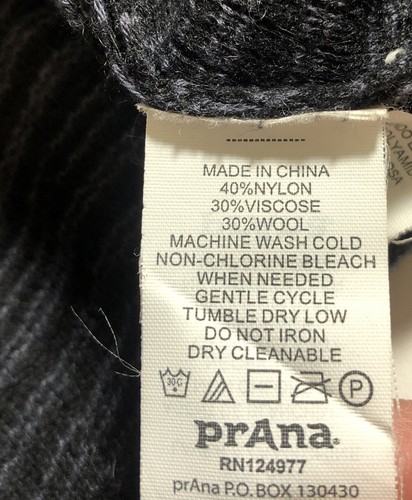 --------------
MADE IN CHINA
40%NYLON
30%VISCOSE
30%WOOL
MACHINE WASH COLD
NON-CHLORINE BLEACH
WHEN NEEDED
GENTLE CYCLE
TUMBLE DRY LOW
DO NOT IRON
DRY CLEANABLE
30C P
prAna.
RN124977
prAna P.O. BOX 130430